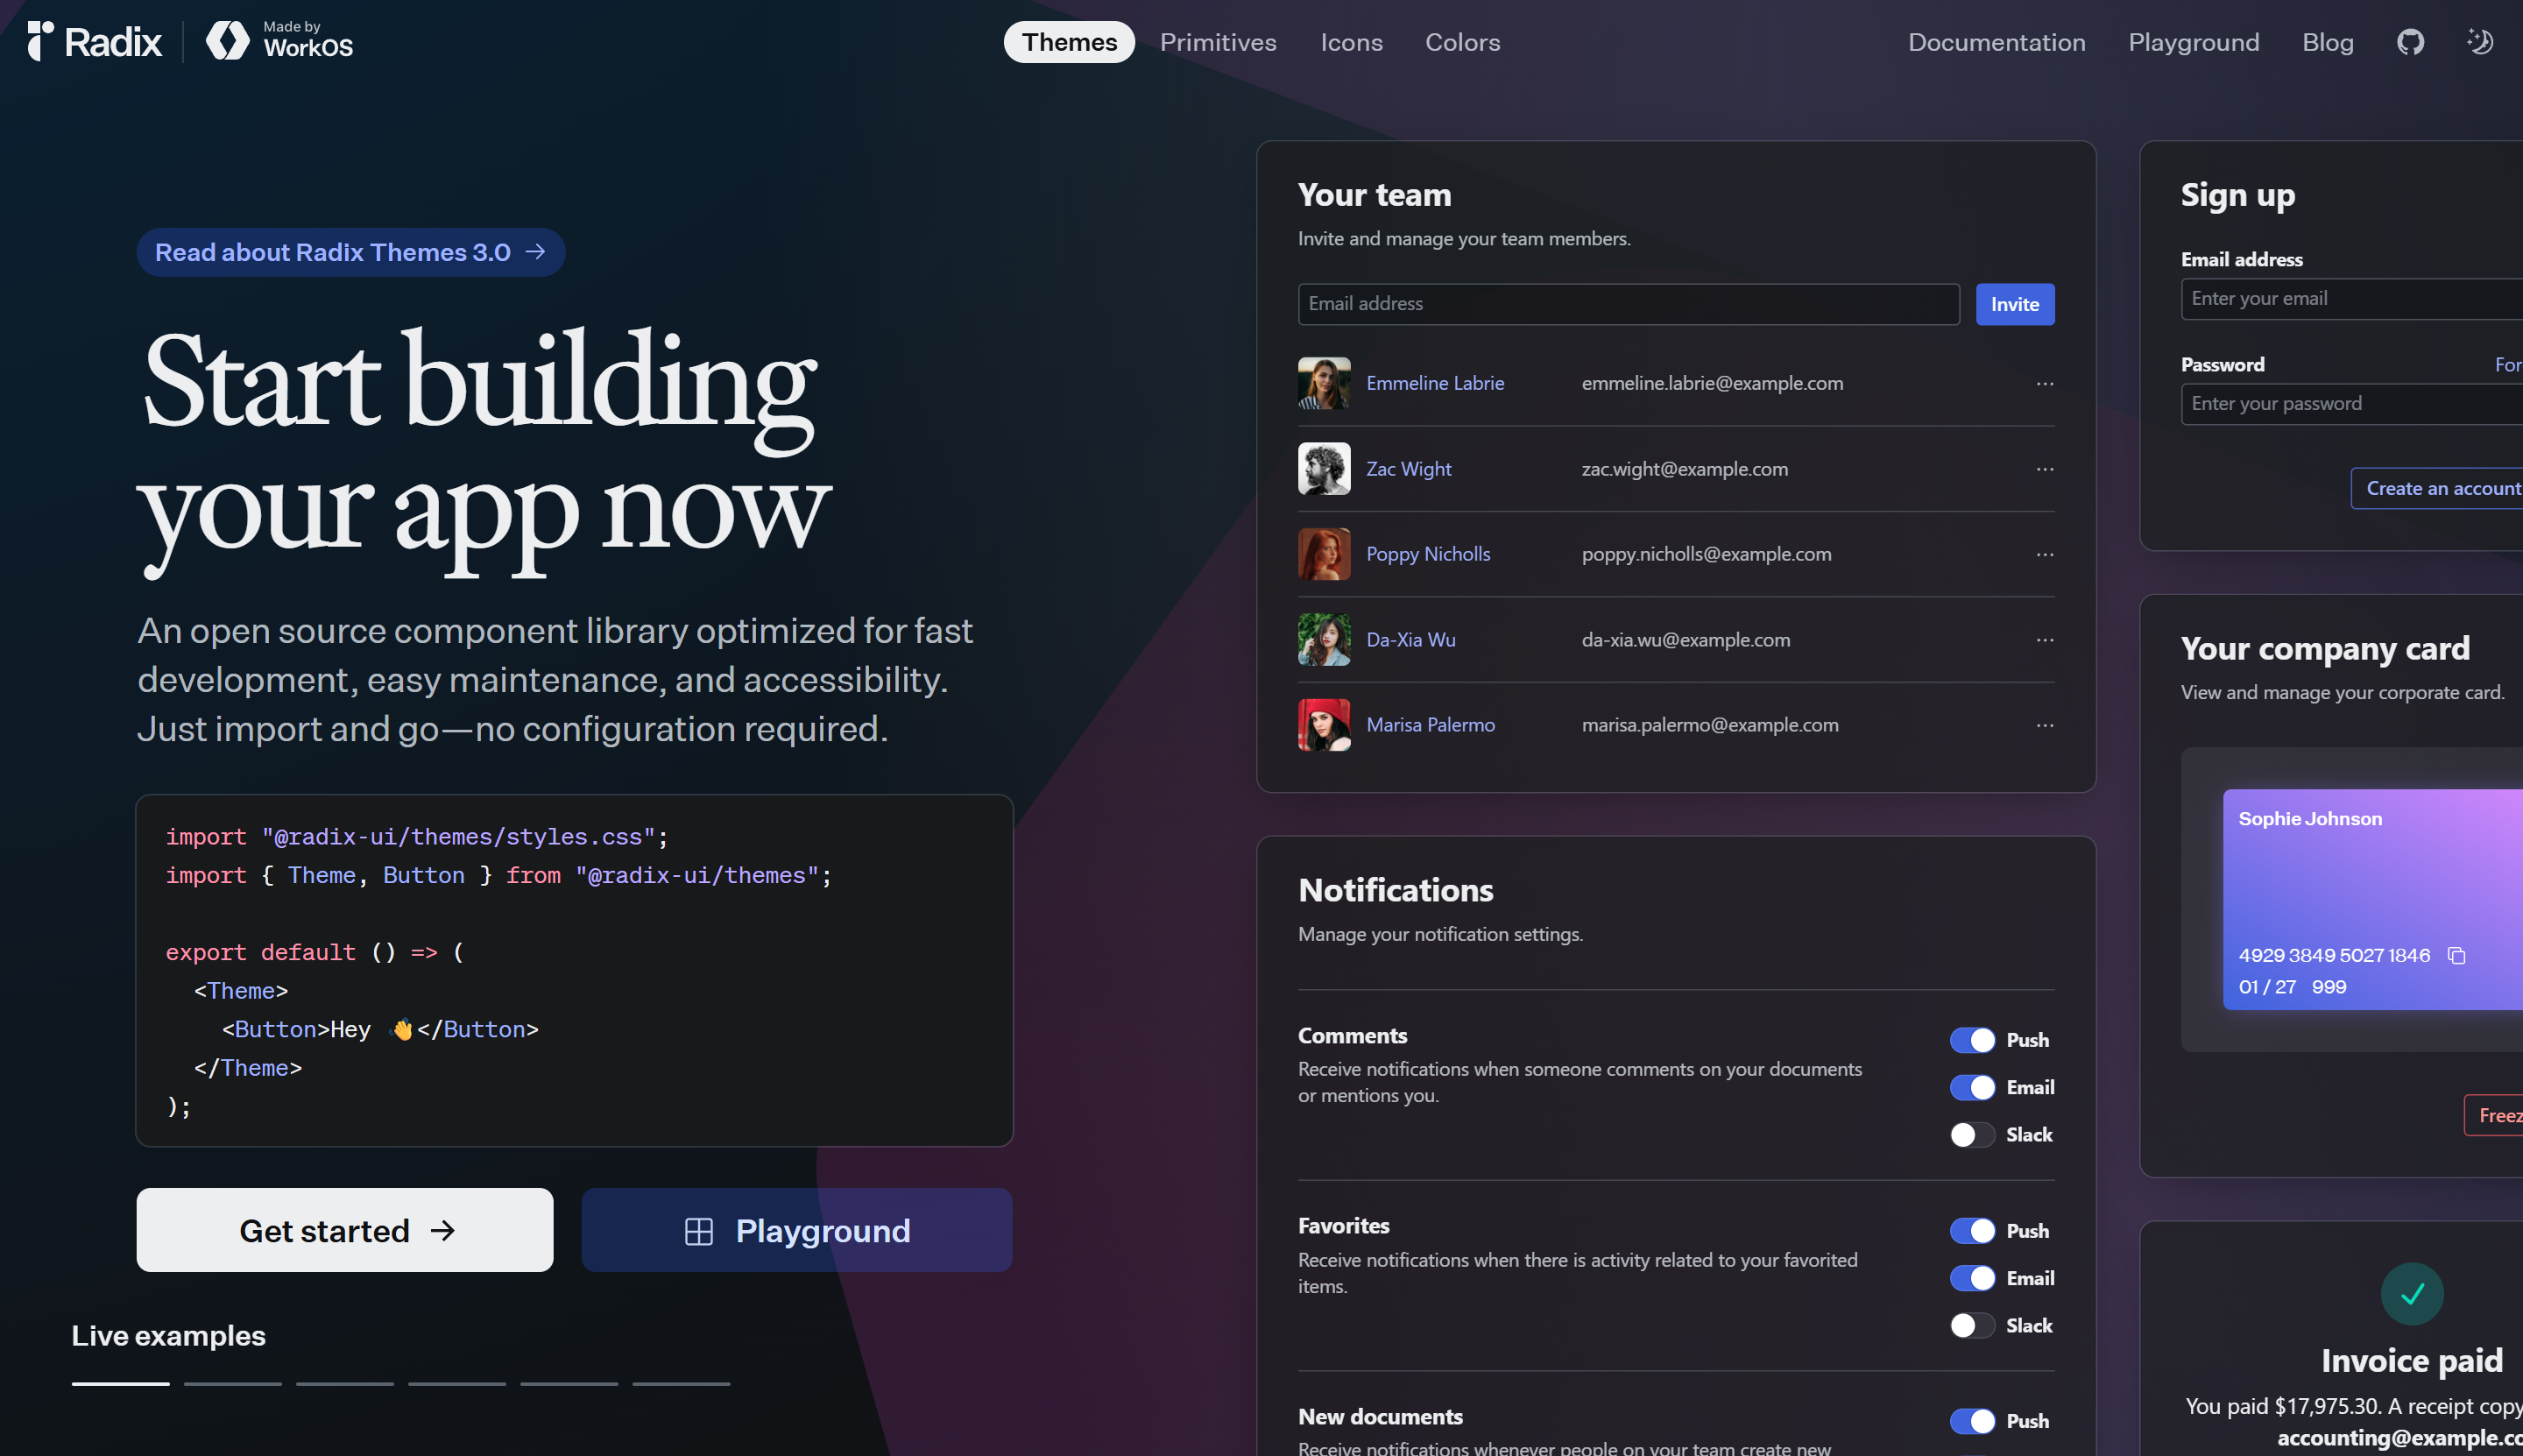 Radix
Made by
WorkOS
Themes
Primitives
Icons
Colors
Documentation
Playground
Blog
Read about Radix Themes 3.0 →
Start building
your app now
An open source component library optimized for fast
development, easy maintenance, and accessibility.
Just import and go—no configuration required.
import "@radix-ui/themes/styles.css";
import { Theme, Button } from "@radix-ui/themes";
export default () => (
<Theme>
<Button>Hey 👋</Button>
</Theme>
);
Get started →
Playground
Live examples
Your team
Invite and manage your team members.
Email address
Invite
Emmeline Labrie emmeline.labrie@example.com ···
Zac Wight zac.wight@example.com ···
Poppy Nicholls poppy.nicholls@example.com ···
Da-Xia Wu da-xia.wu@example.com ···
Marisa Palermo marisa.palermo@example.com ···
Notifications
Manage your notification settings.
Comments
Receive notifications when someone comments on your documents
or mentions you.
Push
Email
Slack
Favorites
Receive notifications when there is activity related to your favorited
items.
Push
Email
Slack
New documents
Receive notifications whenever people on your team create new
Push
Sign up
Email address
Enter your email
Password
For
Enter your password
Create an account
Your company card
View and manage your corporate card.
Sophie Johnson
4929 3849 5027 1846
01 / 27 999
Freez
Invoice paid
You paid $17,975.30. A receipt copy
accounting@example.co